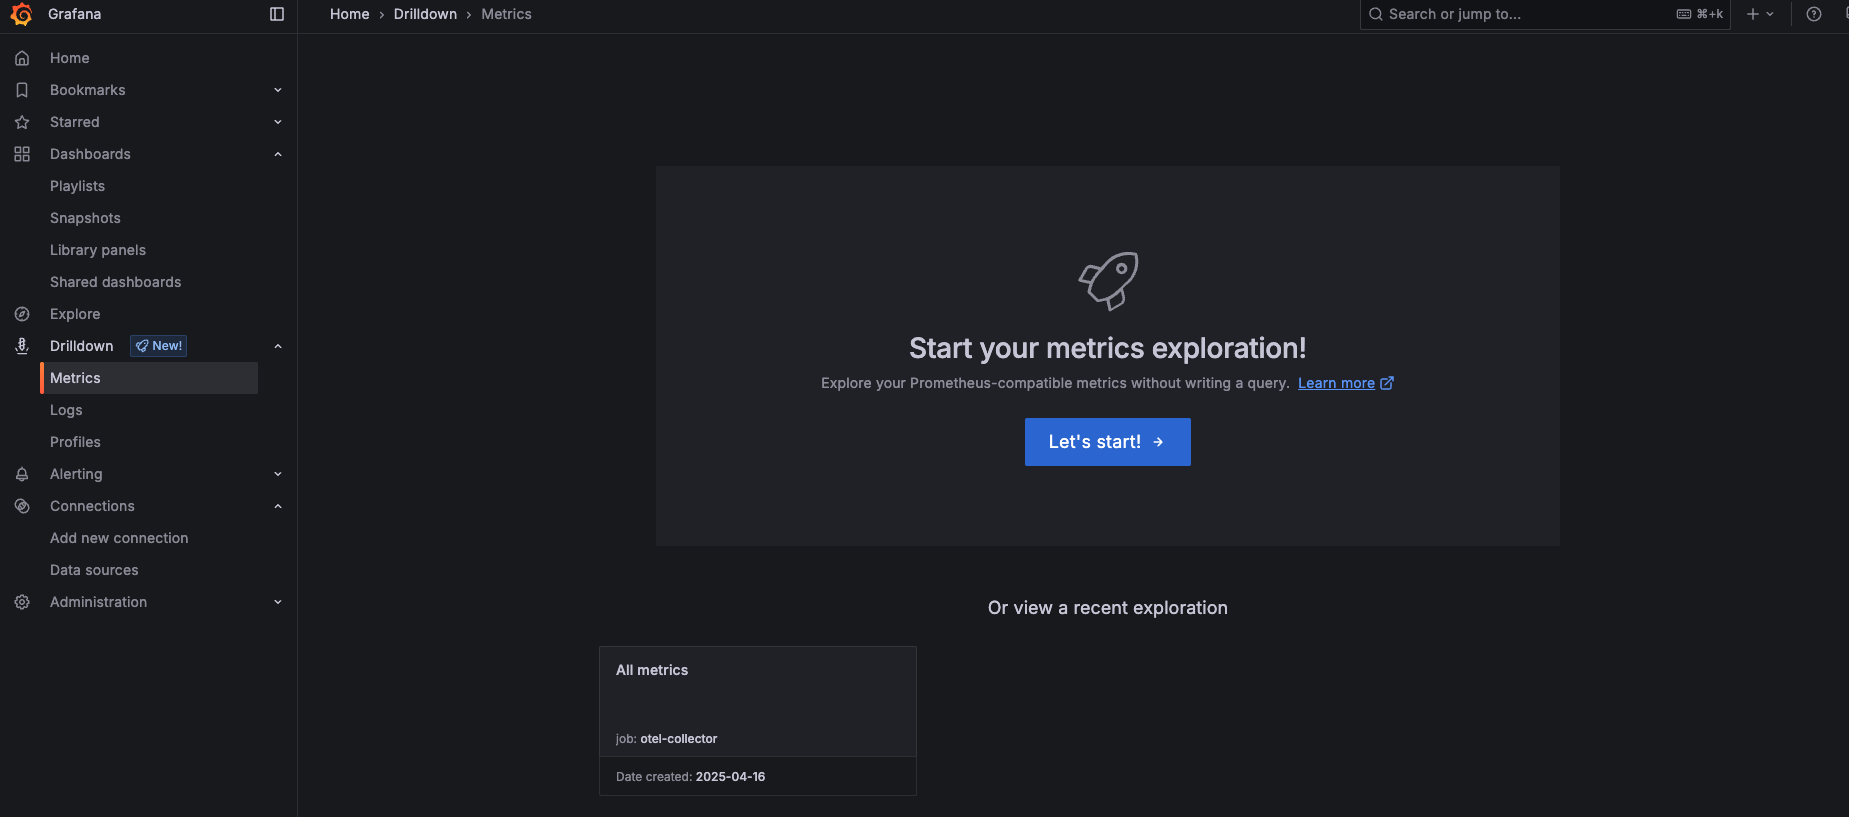 Grafana
Home › Drilldown › Metrics
Search or jump to...
⌘+k
Home
Bookmarks
Starred
Dashboards
Playlists
Snapshots
Library panels
Shared dashboards
Explore
Drilldown New!
Metrics
Logs
Profiles
Alerting
Connections
Add new connection
Data sources
Administration
Start your metrics exploration!
Explore your Prometheus-compatible metrics without writing a query. Learn more
Let's start! →
Or view a recent exploration
All metrics
job: otel-collector
Date created: 2025-04-16